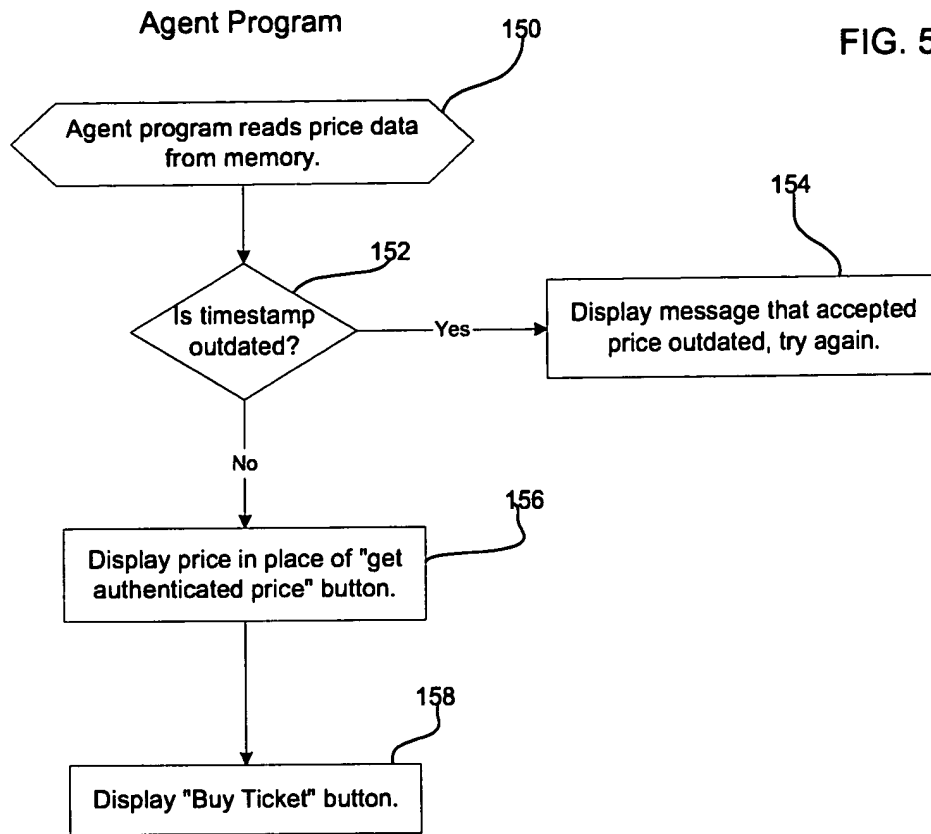 Agent Program
150
FIG. 5
Agent program reads price data
from memory.
154
152
Is timestamp
outdated?
Yes
Display message that accepted
price outdated, try again.
No
156
Display price in place of "get
authenticated price" button.
158
Display "Buy Ticket" button.